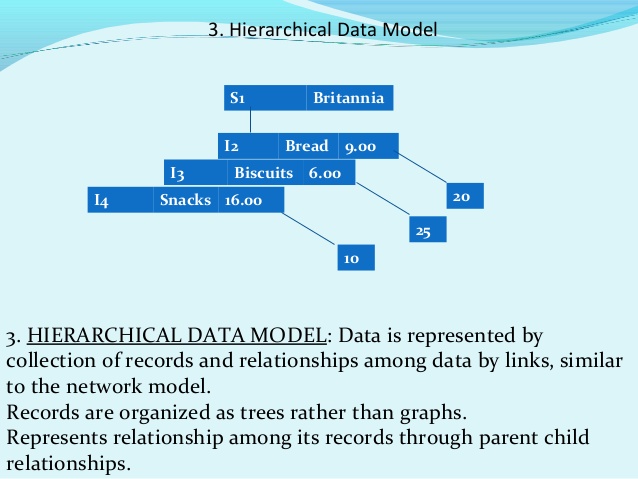 3. Hierarchical Data Model
S1 Britannia
I2 Bread 9.00
I3 Biscuits 6.00
I4 Snacks 16.00
20
25
10
3. HIERARCHICAL DATA MODEL: Data is represented by
collection of records and relationships among data by links, similar
to the network model.
Records are organized as trees rather than graphs.
Represents relationship among its records through parent child
relationships.